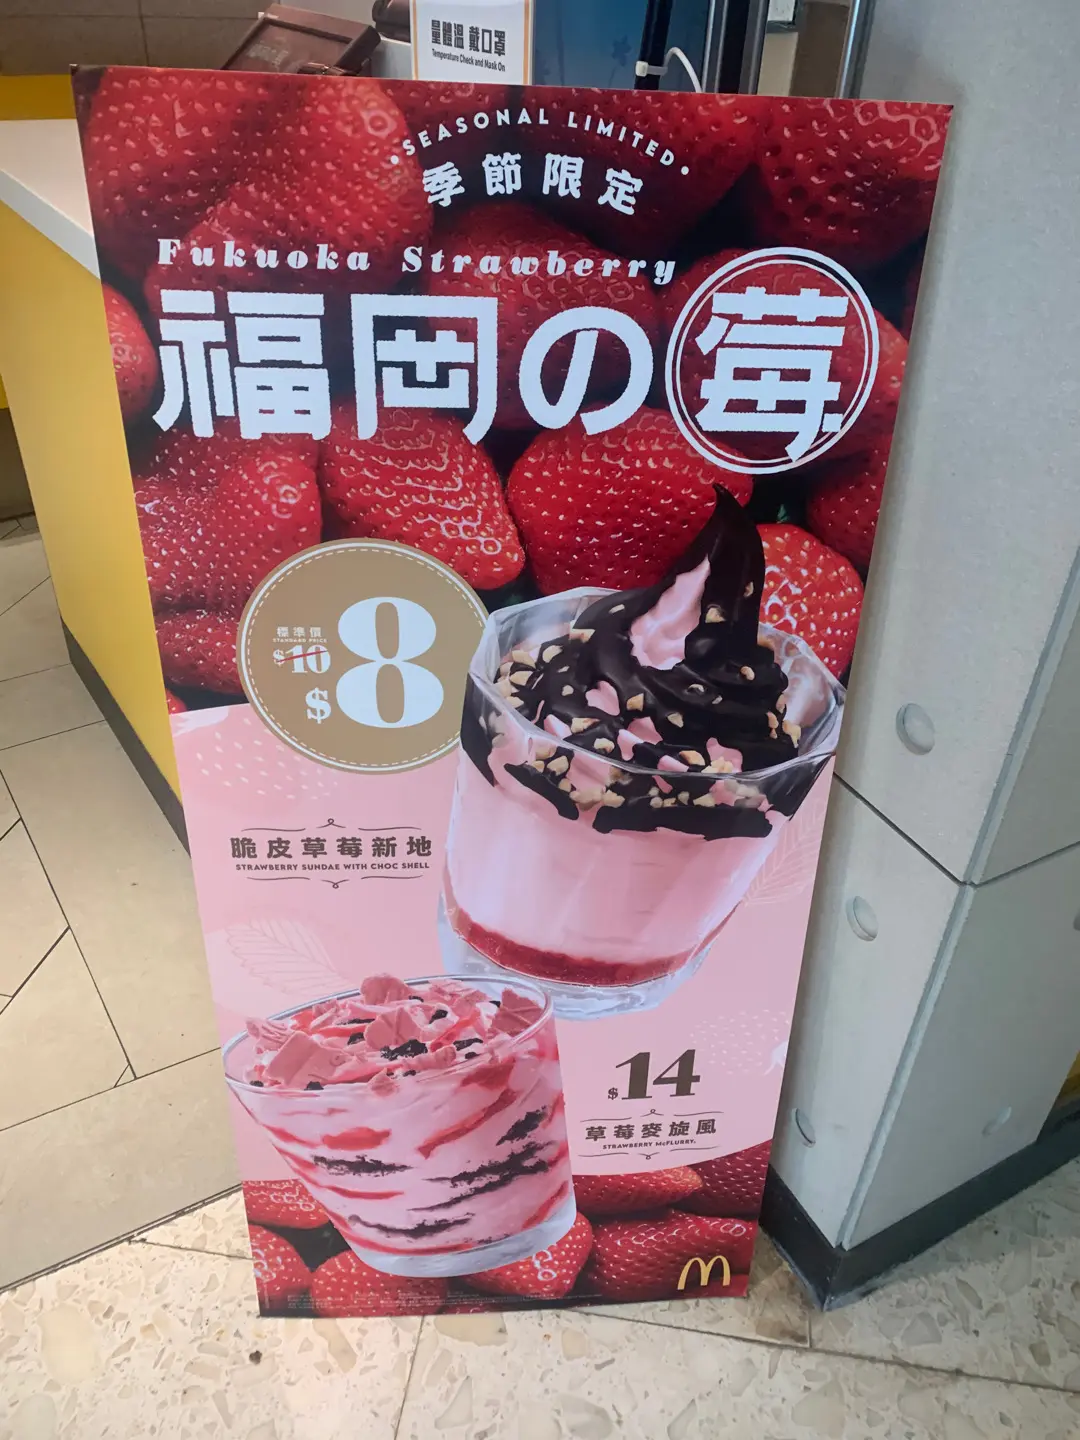 量體溫 戴口罩
Temperature Check and Mask On
•SEASONAL LIMITED•
季節限定
Fukuoka Strawberry
福岡の莓
標準價
STANDARD PRICE
$10
$8
脆皮草莓新地
STRAWBERRY SUNDAE WITH CHOC SHELL
$14
草莓麥旋風
STRAWBERRY McFLURRY®